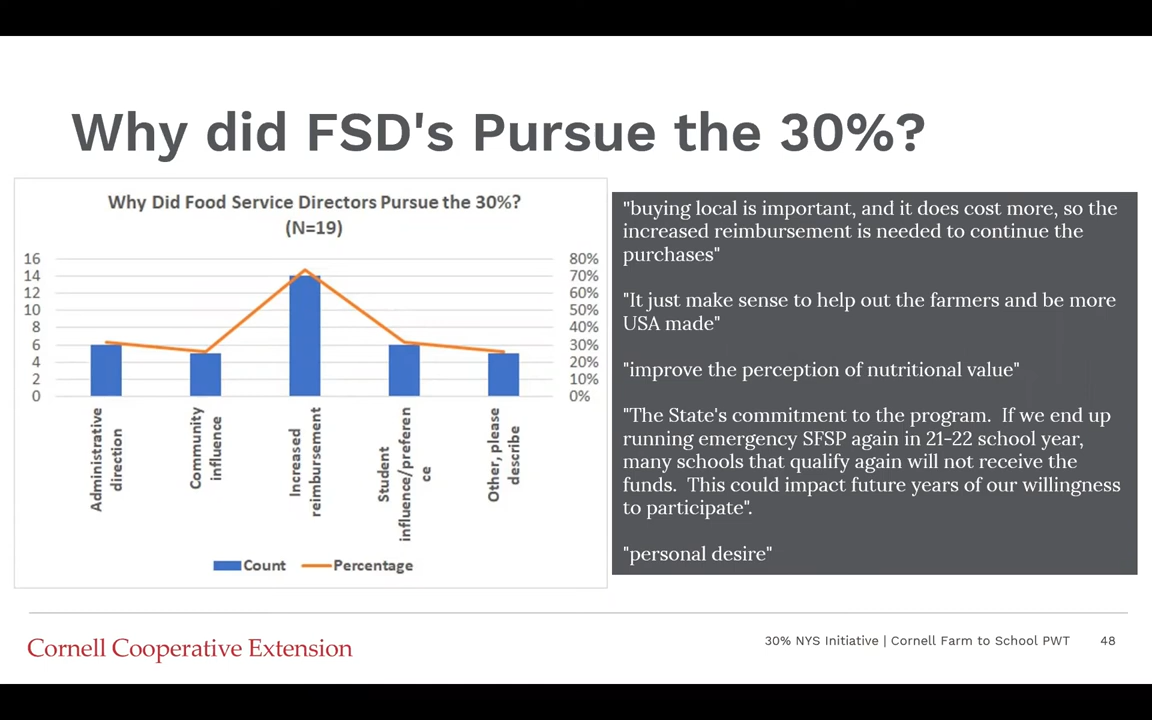 Why did FSD's Pursue the 30%?
Why Did Food Service Directors Pursue the 30%?
(N=19)
16
14
12
10
8
6
4
2
0
80%
70%
60%
50%
40%
30%
20%
10%
0%
Administrative
direction
Community
influence
Increased
reimbursement
Student
influence/preferen
ce
Other, please
describe
Count
Percentage
"buying local is important, and it does cost more, so the
increased reimbursement is needed to continue the
purchases"
"It just make sense to help out the farmers and be more
USA made"
"improve the perception of nutritional value"
"The State's commitment to the program. If we end up
running emergency SFSP again in 21-22 school year,
many schools that qualify again will not receive the
funds. This could impact future years of our willingness
to participate".
"personal desire"
Cornell Cooperative Extension
30% NYS Initiative | Cornell Farm to School PWT
48